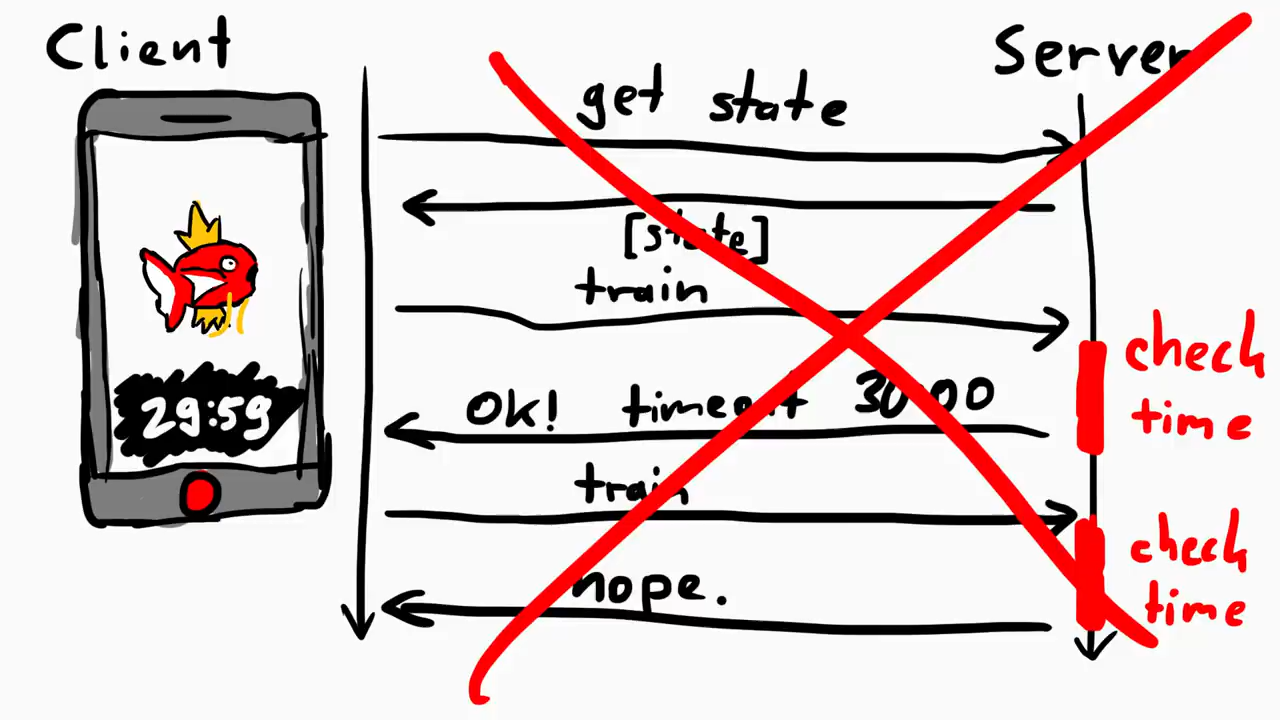 Client
Server
get state
[state]
train
check
time
OK! timeout 30:00
29:59
train
check
time
nope.